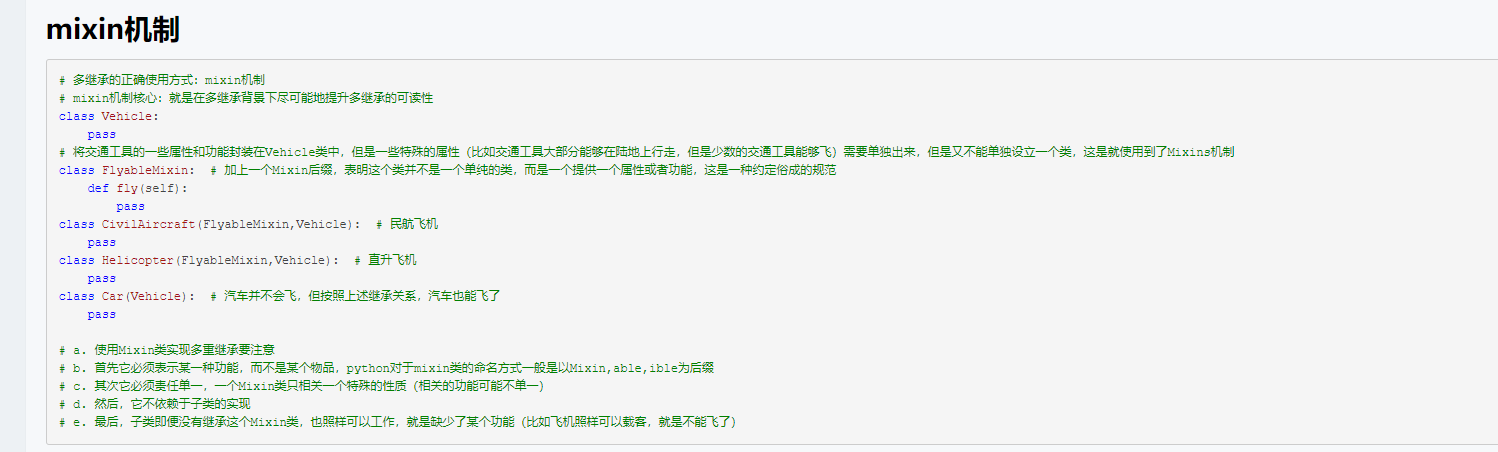 mixin机制
# 多继承的正确使用方式：mixin机制
# mixin机制核心：就是在多继承背景下尽可能地提升多继承的可读性
class Vehicle:
    pass
# 将交通工具的一些属性和功能封装在Vehicle类中，但是一些特殊的属性（比如交通工具大部分能够在陆地上行走，但是少数的交通工具能够飞）需要单独出来，但是又不能单独设立一个类，这是就使用到了Mixins机制
class FlyableMixin:  # 加上一个Mixin后缀，表明这个类并不是一个单纯的类，而是一个提供一个属性或者功能，这是一种约定俗成的规范
    def fly(self):
        pass
class CivilAircraft(FlyableMixin,Vehicle):  # 民航飞机
    pass
class Helicopter(FlyableMixin,Vehicle):  # 直升飞机
    pass
class Car(Vehicle):  # 汽车并不会飞，但按照上述继承关系，汽车也能飞了
    pass
# a. 使用Mixin类实现多重继承要注意
# b. 首先它必须表示某一种功能，而不是某个物品，python对于mixin类的命名方式一般是以Mixin,able,ible为后缀
# c. 其次它必须责任单一，一个Mixin类只相关一个特殊的性质（相关的功能可能不单一）
# d. 然后，它不依赖于子类的实现
# e. 最后，子类即便没有继承这个Mixin类，也照样可以工作，就是缺少了某个功能（比如飞机照样可以载客，就是不能飞了）